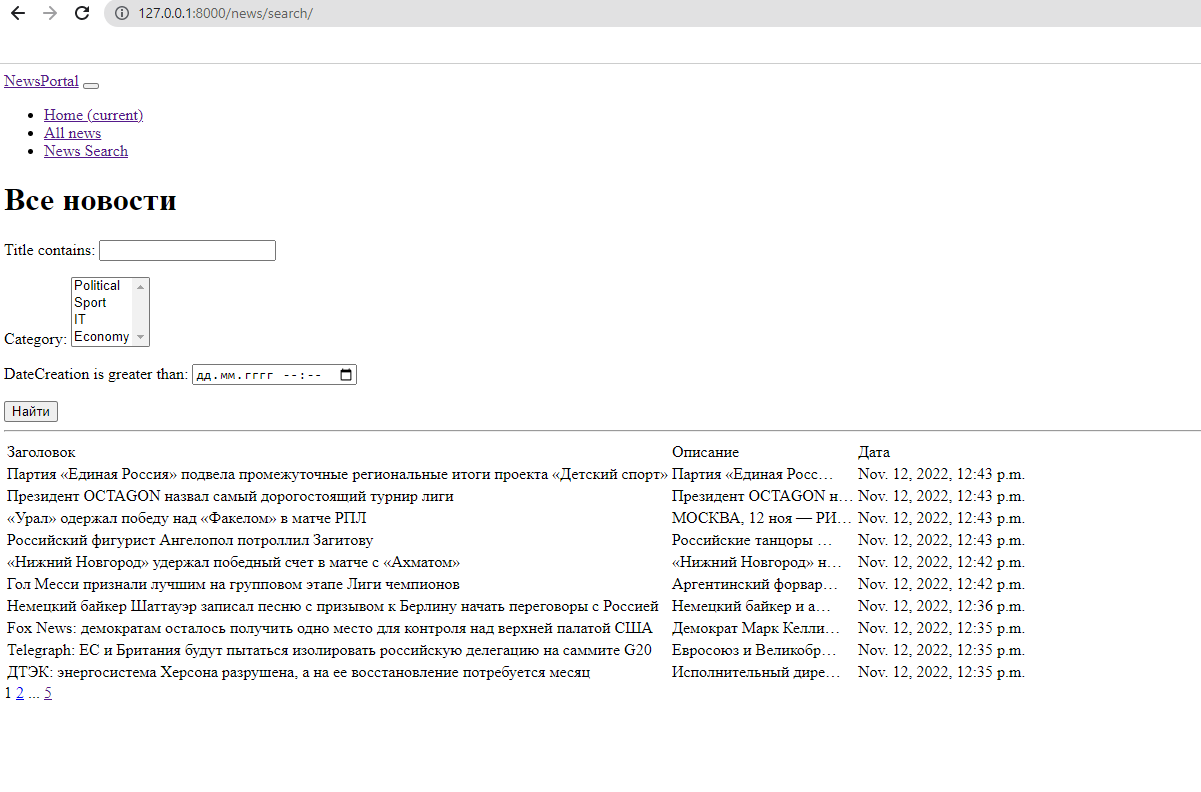 127.0.0.1:8000/news/search/
NewsPortal
Home (current)
All news
News Search
Все новости
Title contains:
Political
Sport
IT
Economy
Category:
DateCreation is greater than: дд.мм.гггг --:--
Найти
Заголовок Описание Дата
Партия «Единая Россия» подвела промежуточные региональные итоги проекта «Детский спорт» Партия «Единая Росс… Nov. 12, 2022, 12:43 p.m.
Президент OCTAGON назвал самый дорогостоящий турнир лиги Президент OCTAGON н… Nov. 12, 2022, 12:43 p.m.
«Урал» одержал победу над «Факелом» в матче РПЛ МОСКВА, 12 ноя — РИ… Nov. 12, 2022, 12:43 p.m.
Российский фигурист Ангелопол потроллил Загитову Российские танцоры … Nov. 12, 2022, 12:43 p.m.
«Нижний Новгород» удержал победный счет в матче с «Ахматом» «Нижний Новгород» н… Nov. 12, 2022, 12:42 p.m.
Гол Месси признали лучшим на групповом этапе Лиги чемпионов Аргентинский форвар… Nov. 12, 2022, 12:42 p.m.
Немецкий байкер Шаттауэр записал песню с призывом к Берлину начать переговоры с Россией Немецкий байкер и а… Nov. 12, 2022, 12:36 p.m.
Fox News: демократам осталось получить одно место для контроля над верхней палатой США Демократ Марк Келли… Nov. 12, 2022, 12:35 p.m.
Telegraph: ЕС и Британия будут пытаться изолировать российскую делегацию на саммите G20 Евросоюз и Великобр… Nov. 12, 2022, 12:35 p.m.
ДТЭК: энергосистема Херсона разрушена, а на ее восстановление потребуется месяц Исполнительный дире… Nov. 12, 2022, 12:35 p.m.
1 2 ... 5